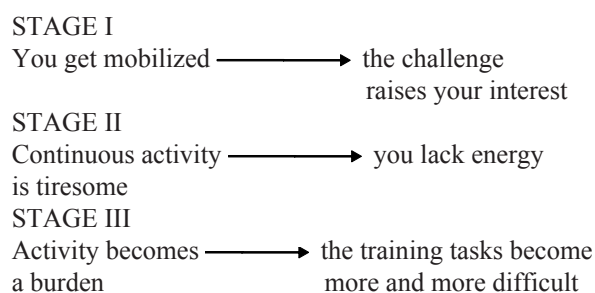 STAGE I
You get mobilized the challenge
raises your interest
STAGE II
Continuous activity you lack energy
is tiresome
STAGE III
Activity becomes the training tasks become
a burden more and more difficult